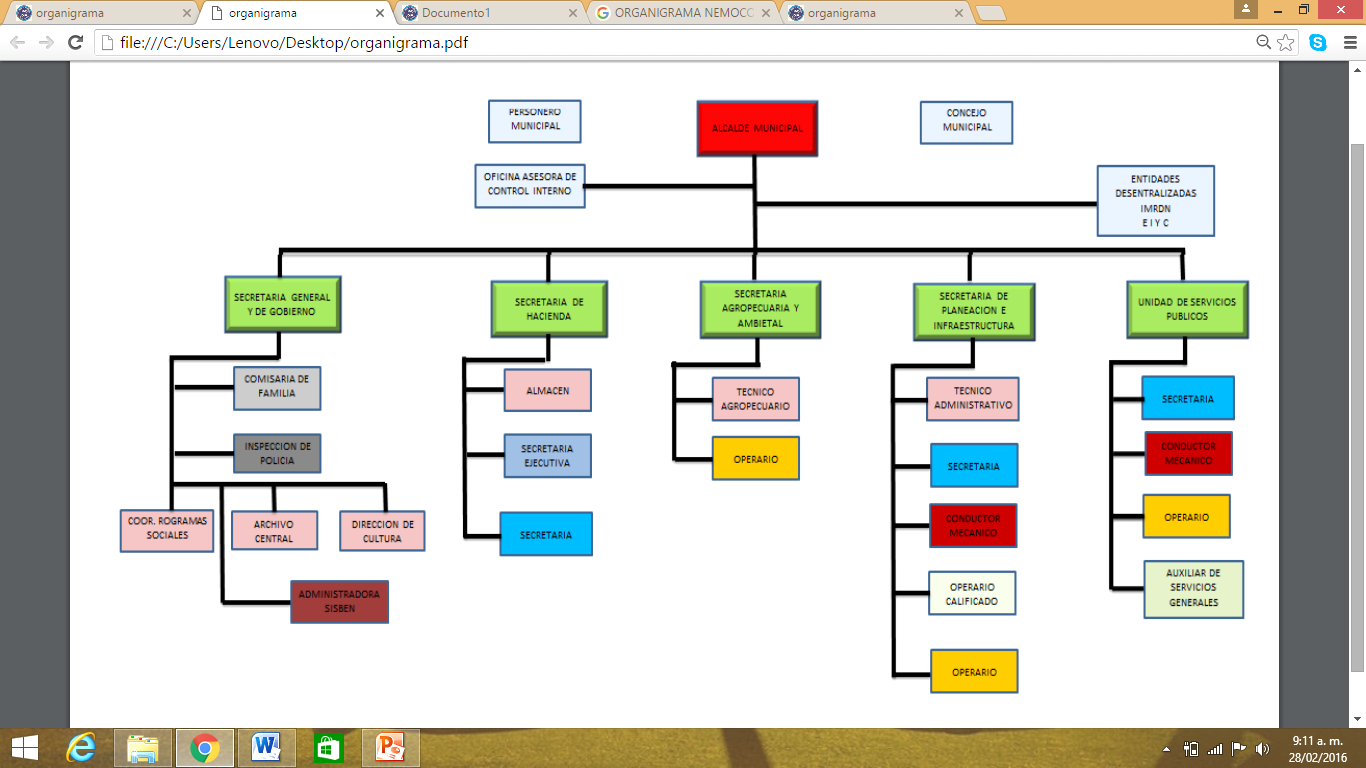 organigrama
organigrama
Documento1
ORGANIGRAMA NEMOCC
organigrama
file:///C:/Users/Lenovo/Desktop/organigrama.pdf
PERSONERO
MUNICIPAL
ALCALDE MUNICIPAL
CONCEJO
MUNICIPAL
OFICINA ASESORA DE
CONTROL INTERNO
ENTIDADES
DESENTRALIZADAS
IMRDN
E I Y C
SECRETARIA GENERAL
Y DE GOBIERNO
SECRETARIA DE
HACIENDA
SECRETARIA
AGROPECUARIA Y
AMBIETAL
SECRETARIA DE
PLANEACION E
INFRAESTRUCTURA
UNIDAD DE SERVICIOS
PUBLICOS
COMISARIA DE
FAMILIA
INSPECCION DE
POLICIA
COOR. ROGRAMAS
SOCIALES
ARCHIVO
CENTRAL
DIRECCION DE
CULTURA
ADMINISTRADORA
SISBEN
ALMACEN
SECRETARIA
EJECUTIVA
SECRETARIA
TECNICO
AGROPECUARIO
OPERARIO
TECNICO
ADMINISTRATIVO
SECRETARIA
CONDUCTOR
MECANICO
OPERARIO
CALIFICADO
OPERARIO
SECRETARIA
CONDUCTOR
MECANICO
OPERARIO
AUXILIAR DE
SERVICIOS
GENERALES
9:11 a. m.
28/02/2016